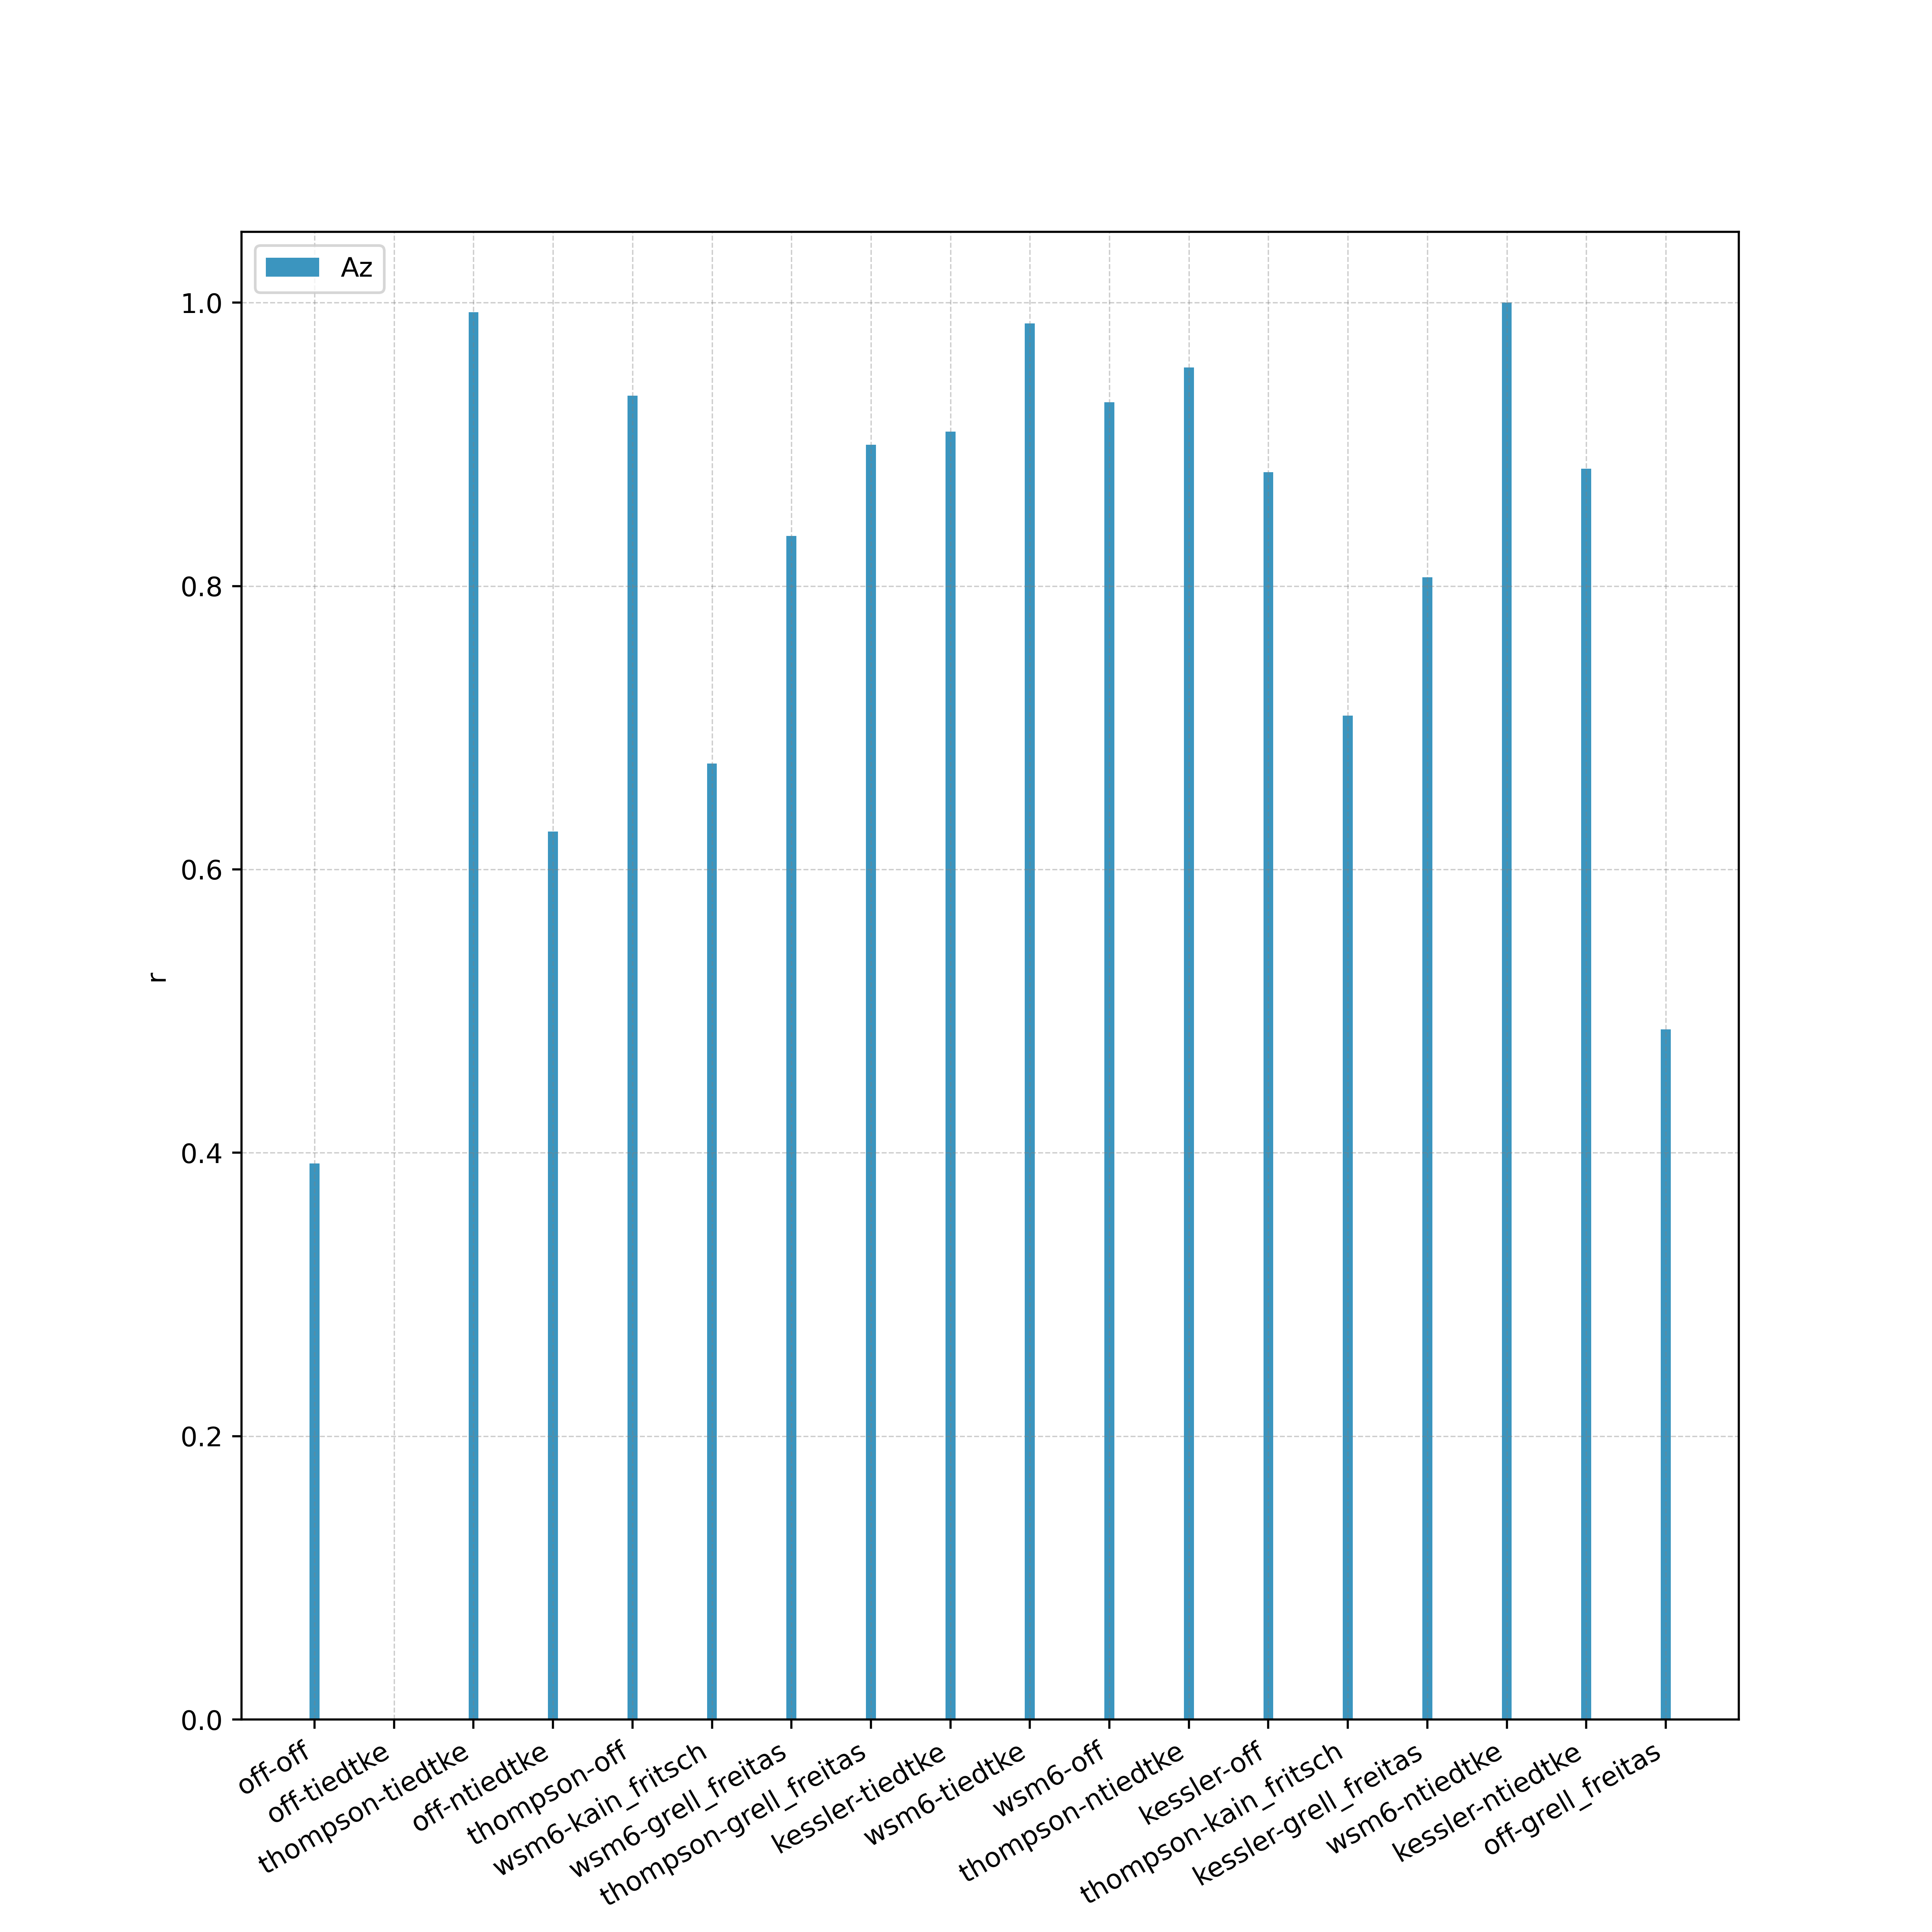 Az
1.0
0.8
0.6
0.4
0.2
0.0
r
off-off
off-tiedtke
thompson-tiedtke
off-ntiedtke
thompson-off
wsm6-kain_fritsch
wsm6-grell_freitas
thompson-grell_freitas
kessler-tiedtke
wsm6-tiedtke
wsm6-off
thompson-ntiedtke
kessler-off
thompson-kain_fritsch
kessler-grell_freitas
wsm6-ntiedtke
kessler-ntiedtke
off-grell_freitas